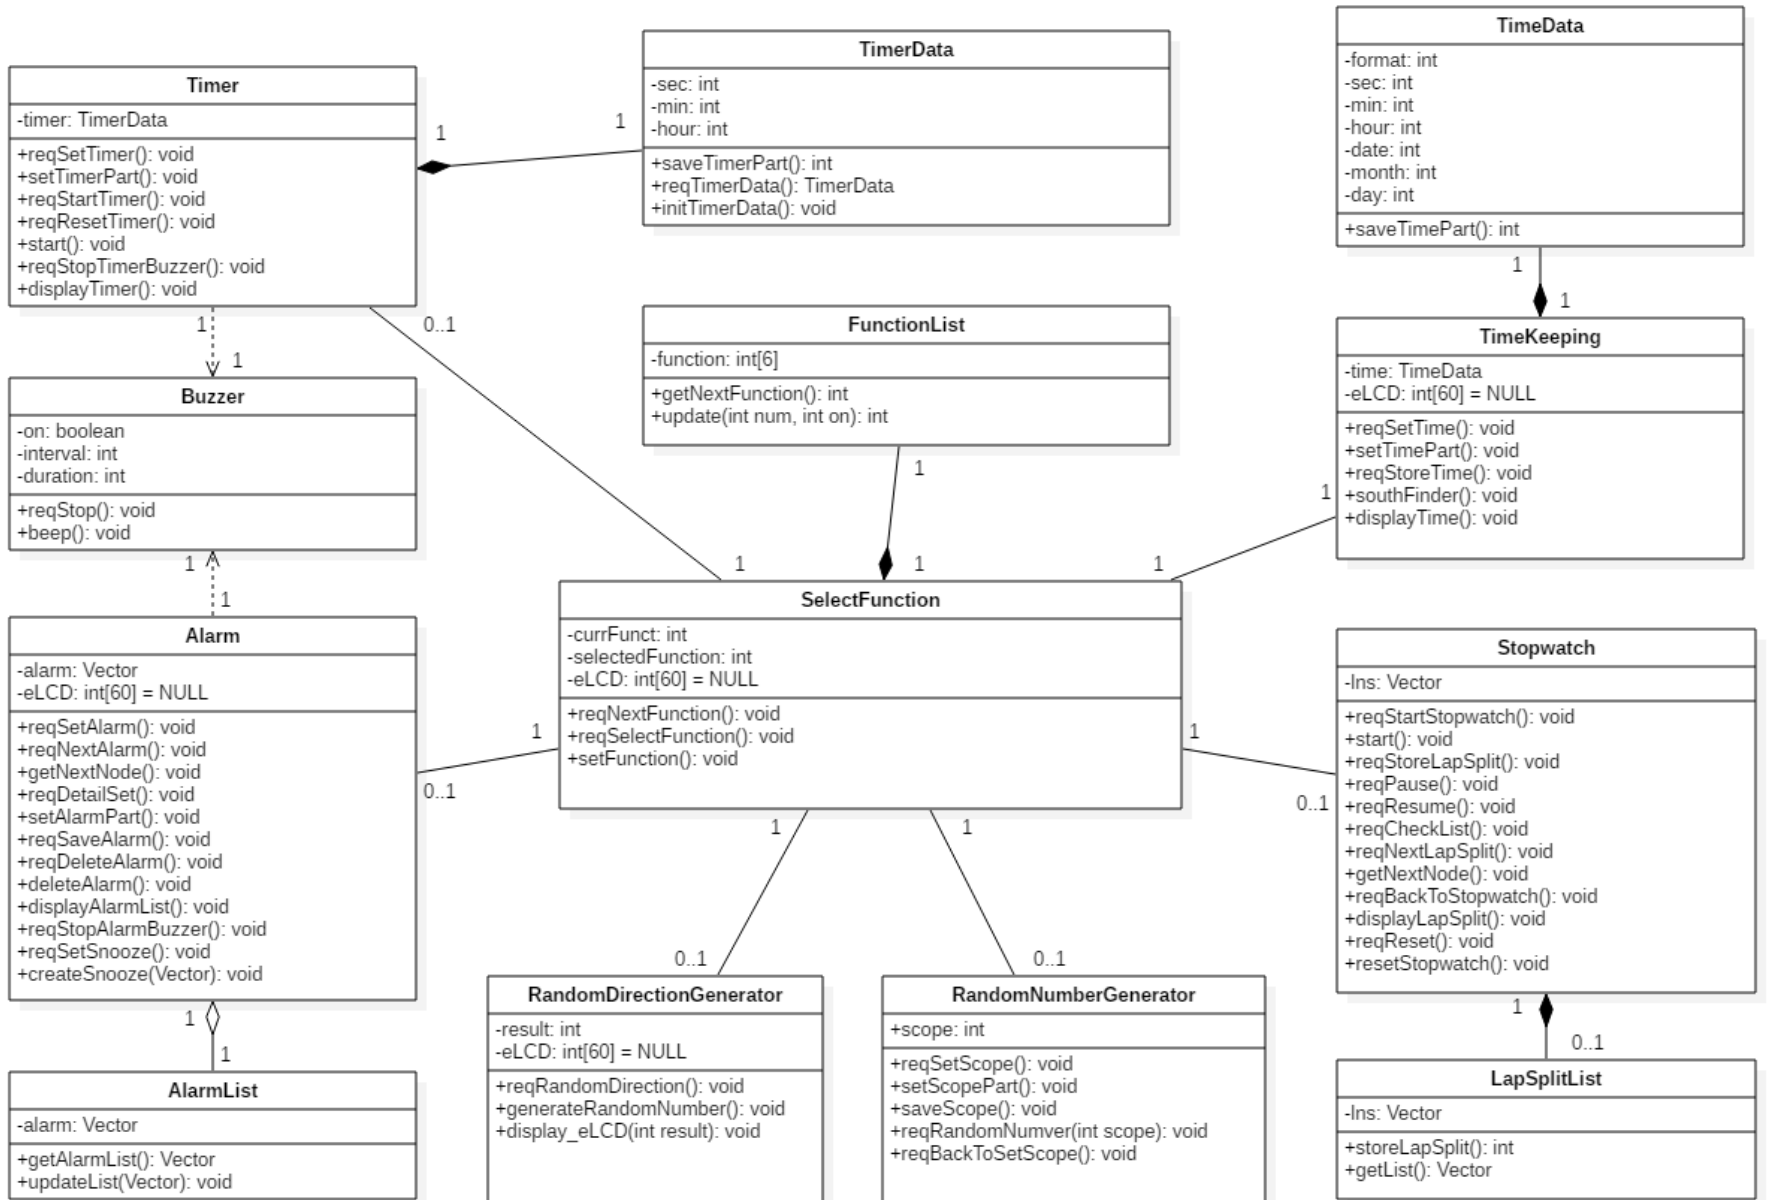 Timer
-timer: TimerData
+reqSetTimer(): void
+setTimerPart(): void
+reqStartTimer(): void
+reqResetTimer(): void
+start(): void
+reqStopTimerBuzzer(): void
+displayTimer(): void
1
1
TimerData
-sec: int
-min: int
-hour: int
+saveTimerPart(): int
+reqTimerData(): TimerData
+initTimerData(): void
TimeData
-format: int
-sec: int
-min: int
-hour: int
-date: int
-month: int
-day: int
+saveTimePart(): int
1
1
1
1
0..1
1
FunctionList
-function: int[6]
+getNextFunction(): int
+update(int num, int on): int
1
1
TimeKeeping
-time: TimeData
-eLCD: int[60] = NULL
+reqSetTime(): void
+setTimePart(): void
+reqStoreTime(): void
+southFinder(): void
+displayTime(): void
1
1
Buzzer
-on: boolean
-interval: int
-duration: int
+reqStop(): void
+beep(): void
1
1
Alarm
-alarm: Vector
-eLCD: int[60] = NULL
+reqSetAlarm(): void
+reqNextAlarm(): void
+getNextNode(): void
+reqDetailSet(): void
+setAlarmPart(): void
+reqSaveAlarm(): void
+reqDeleteAlarm(): void
+deleteAlarm(): void
+displayAlarmList(): void
+reqStopAlarmBuzzer(): void
+reqSetSnooze(): void
+createSnooze(Vector): void
1
0..1
SelectFunction
-currFunct: int
-selectedFunction: int
-eLCD: int[60] = NULL
+reqNextFunction(): void
+reqSelectFunction(): void
+setFunction(): void
1
0..1
Stopwatch
-lns: Vector
+reqStartStopwatch(): void
+start(): void
+reqStoreLapSplit(): void
+reqPause(): void
+reqResume(): void
+reqCheckList(): void
+reqNextLapSplit(): void
+getNextNode(): void
+reqBackToStopwatch(): void
+displayLapSplit(): void
+reqReset(): void
+resetStopwatch(): void
1
1
0..1
0..1
1
1
AlarmList
-alarm: Vector
+getAlarmList(): Vector
+updateList(Vector): void
RandomDirectionGenerator
-result: int
-eLCD: int[60] = NULL
+reqRandomDirection(): void
+generateRandomNumber(): void
+display_eLCD(int result): void
RandomNumberGenerator
+scope: int
+reqSetScope(): void
+setScopePart(): void
+saveScope(): void
+reqRandomNumver(int scope): void
+reqBackToSetScope(): void
1
0..1
LapSplitList
-lns: Vector
+storeLapSplit(): int
+getList(): Vector